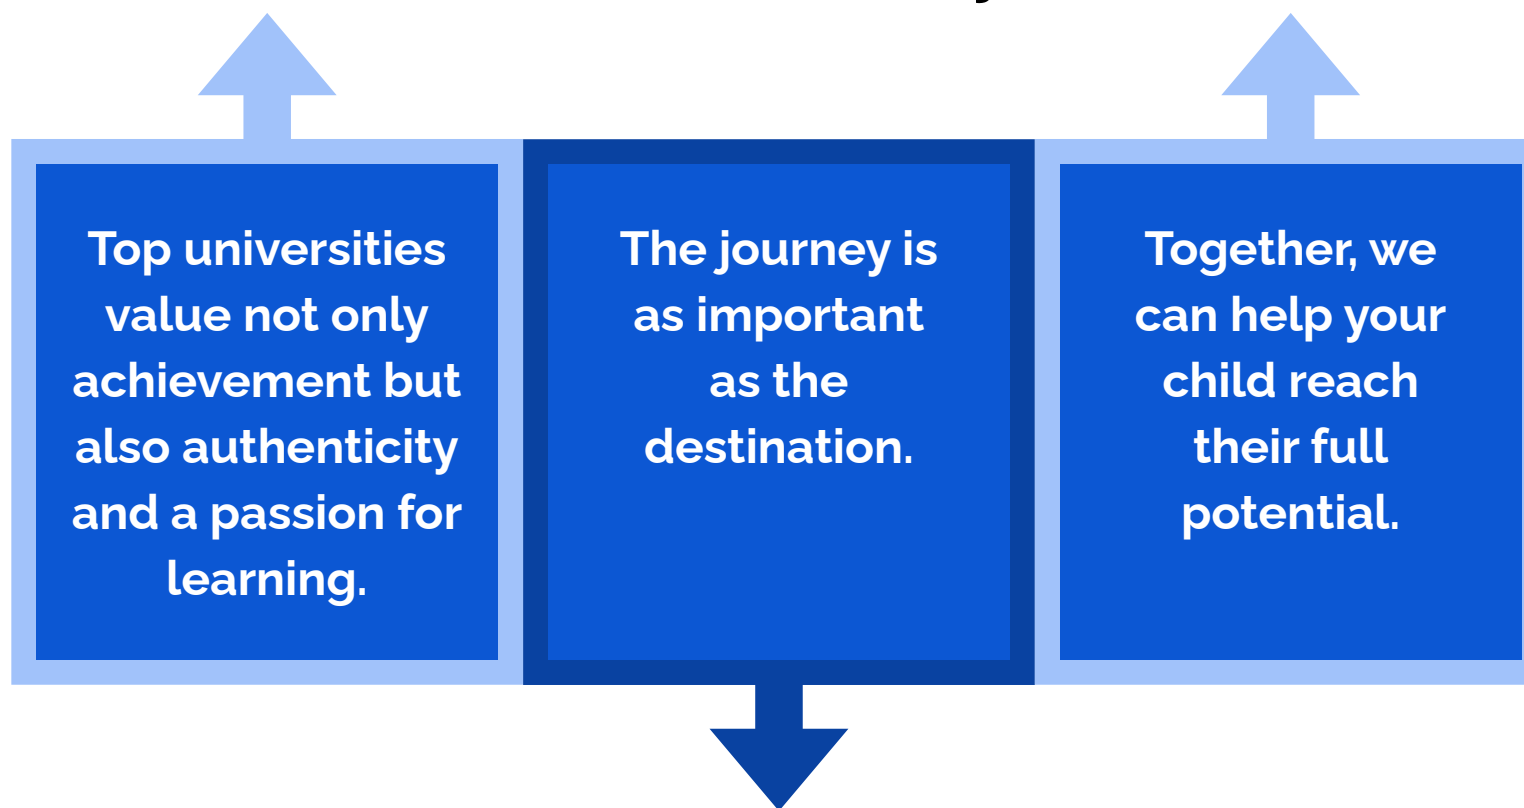 Top universities
value not only
achievement but
also authenticity
and a passion for
learning.
The journey is
as important
as the
destination.
Together, we
can help your
child reach
their full
potential.